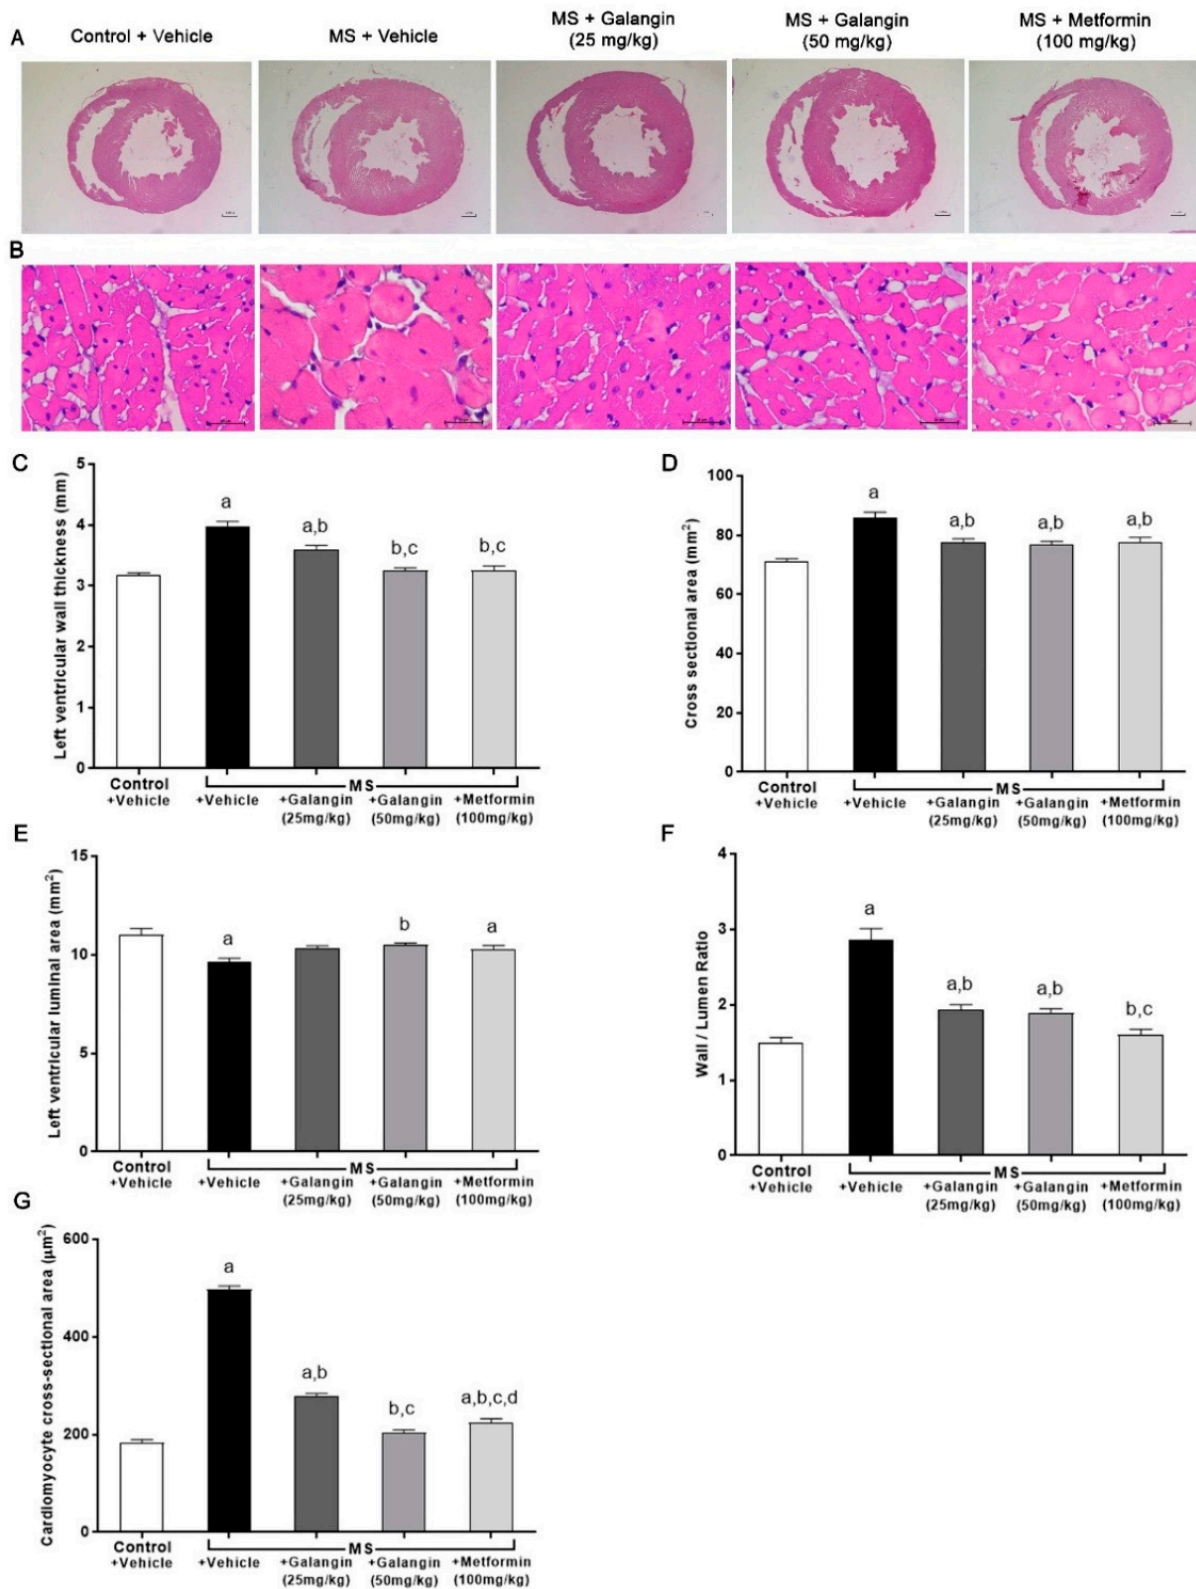 A
Control + Vehicle
MS + Vehicle
MS + Galangin
(25 mg/kg)
MS + Galangin
(50 mg/kg)
MS + Metformin
(100 mg/kg)
B
C
Left ventricular wall thickness (mm)
5
4
3
2
1
0
a
a,b
b,c
b,c
Control
+Vehicle
MS
+Vehicle
+Galangin
(25mg/kg)
+Galangin
(50mg/kg)
+Metformin
(100mg/kg)
D
Cross sectional area (mm²)
100
80
60
40
20
0
a
a,b
a,b
a,b
Control
+Vehicle
MS
+Vehicle
+Galangin
(25mg/kg)
+Galangin
(50mg/kg)
+Metformin
(100mg/kg)
E
Left ventricular luminal area (mm²)
15
10
5
0
a
b
a
Control
+Vehicle
MS
+Vehicle
+Galangin
(25mg/kg)
+Galangin
(50mg/kg)
+Metformin
(100mg/kg)
F
Wall / Lumen Ratio
4
3
2
1
0
a
a,b
a,b
b,c
Control
+Vehicle
MS
+Vehicle
+Galangin
(25mg/kg)
+Galangin
(50mg/kg)
+Metformin
(100mg/kg)
G
Cardiomyocyte cross-sectional area (µm²)
600
400
200
0
a
a,b
b,c
a,b,c,d
Control
+Vehicle
MS
+Vehicle
+Galangin
(25mg/kg)
+Galangin
(50mg/kg)
+Metformin
(100mg/kg)